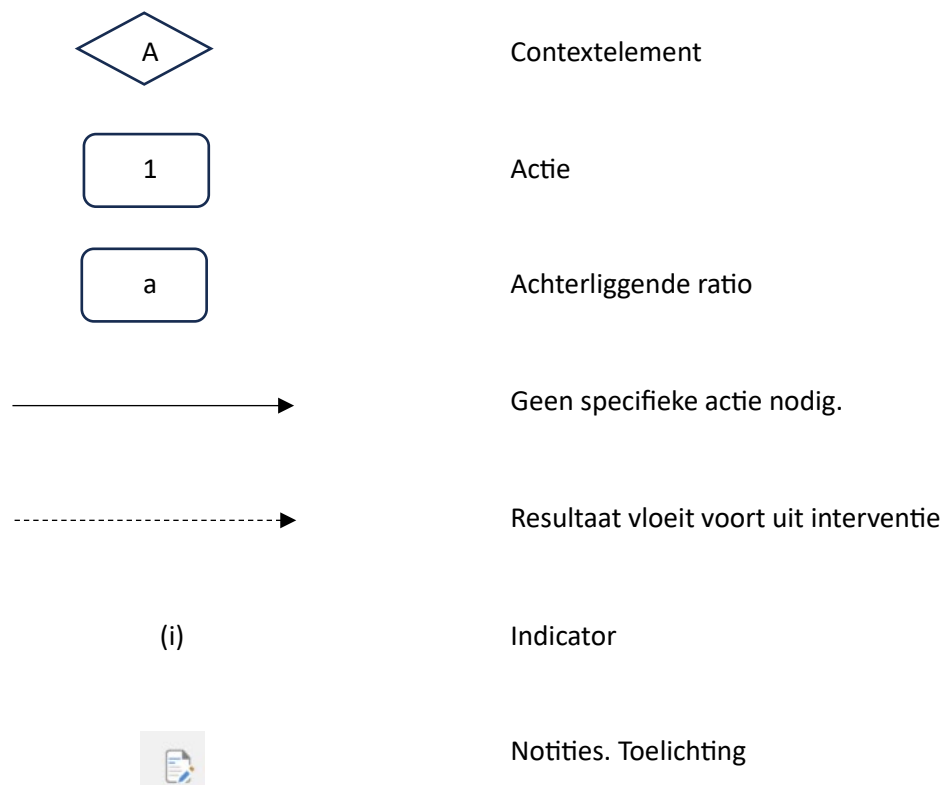 A Contextelement
1 Actie
a Achterliggende ratio
Geen specifieke actie nodig.
Resultaat vloeit voort uit interventie
(i) Indicator
Notities. Toelichting